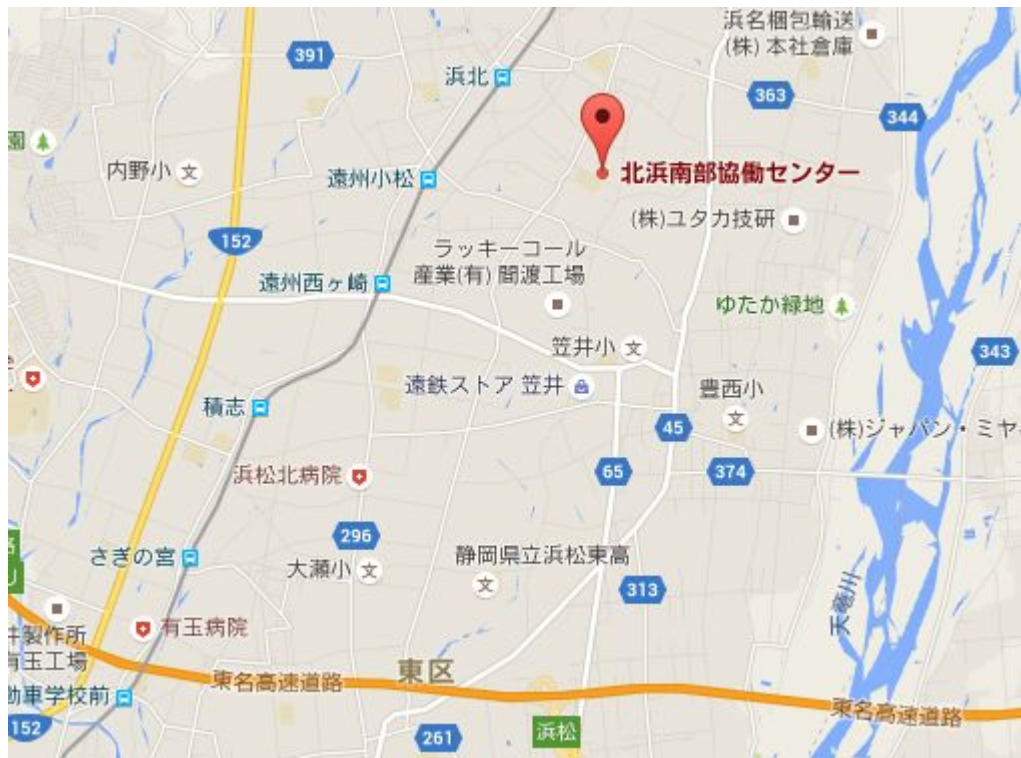 浜名梱包輸送
(株) 本社倉庫
391
浜北
363
344
園
内野小
文
遠州小松
北浜南部協働センター
(株)ユタカ技研
152
ラッキーコール
産業(有) 間渡工場
遠州西ヶ崎
ゆたか緑地
笠井小
文
343
遠鉄ストア 笠井
豊西小
文
積志
45
(株)ジャパン・ミヤ
浜松北病院
65
374
296
さぎの宮
大瀬小
文
静岡県立浜松東高
文
313
天竜川
井製作所
有玉工場
有玉病院
東区
東名高速道路
動車学校前
東名高速道路
152
261
浜松